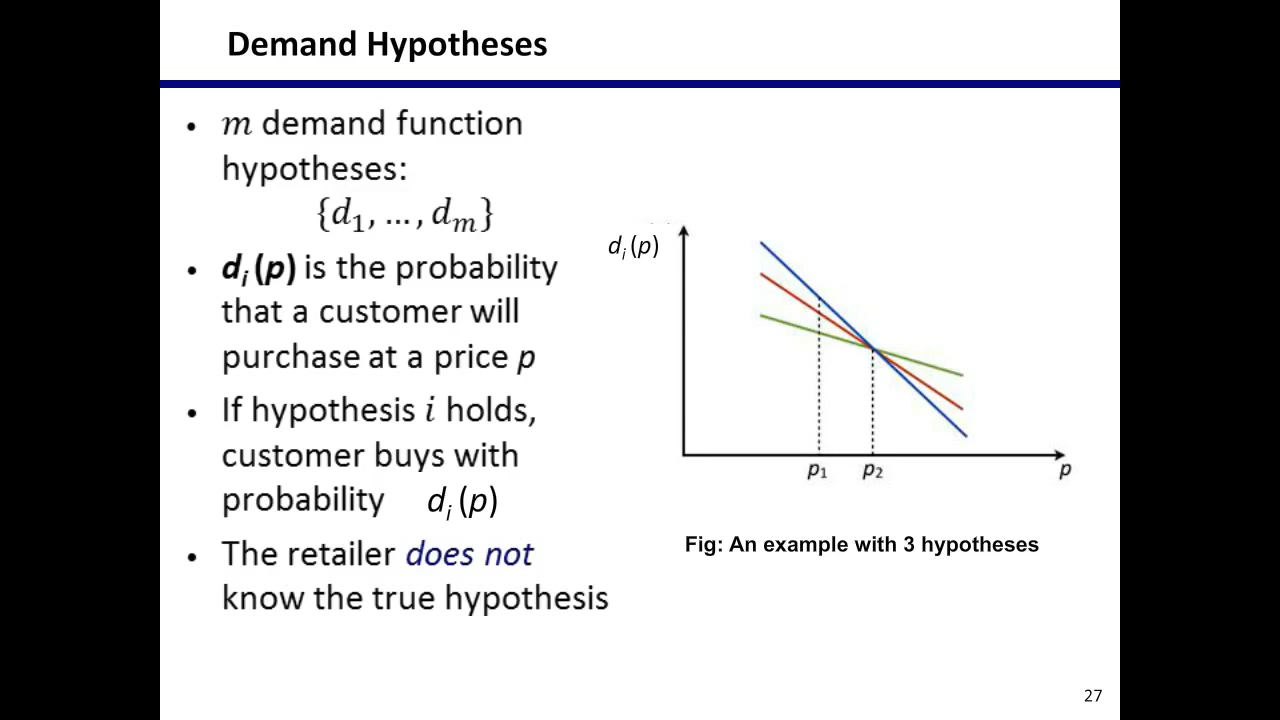 Demand Hypotheses
• m demand function
hypotheses:
{d₁, ..., dₘ}
• dᵢ (p) is the probability
that a customer will
purchase at a price p
• If hypothesis i holds,
customer buys with
probability dᵢ (p)
• The retailer does not
know the true hypothesis
dᵢ (p)
p₁ p₂ p
Fig: An example with 3 hypotheses
27